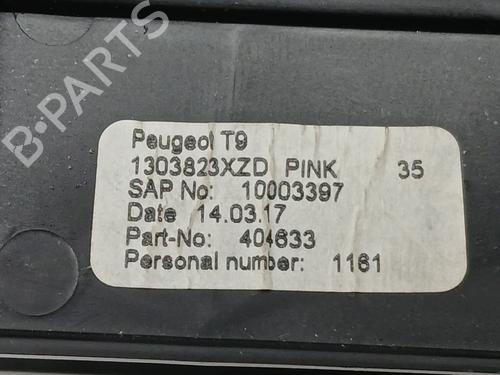 B-PARTS
Peugeot T9
1303823XZD PINK 35
SAP No: 10003397
Date 14.03.17
Part-No: 404633
Personal number: 1161
B-PARTS